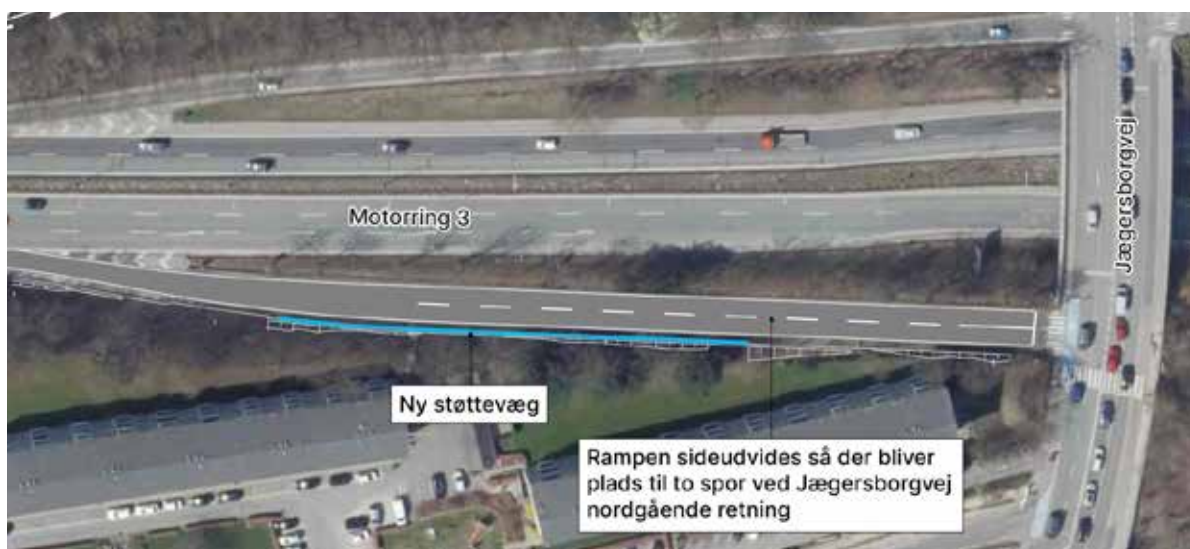 Motorring 3
Jægersborgvej
Ny støttevæg
Rampen sideudvides så der bliver
plads til to spor ved Jægersborgvej
nordgående retning